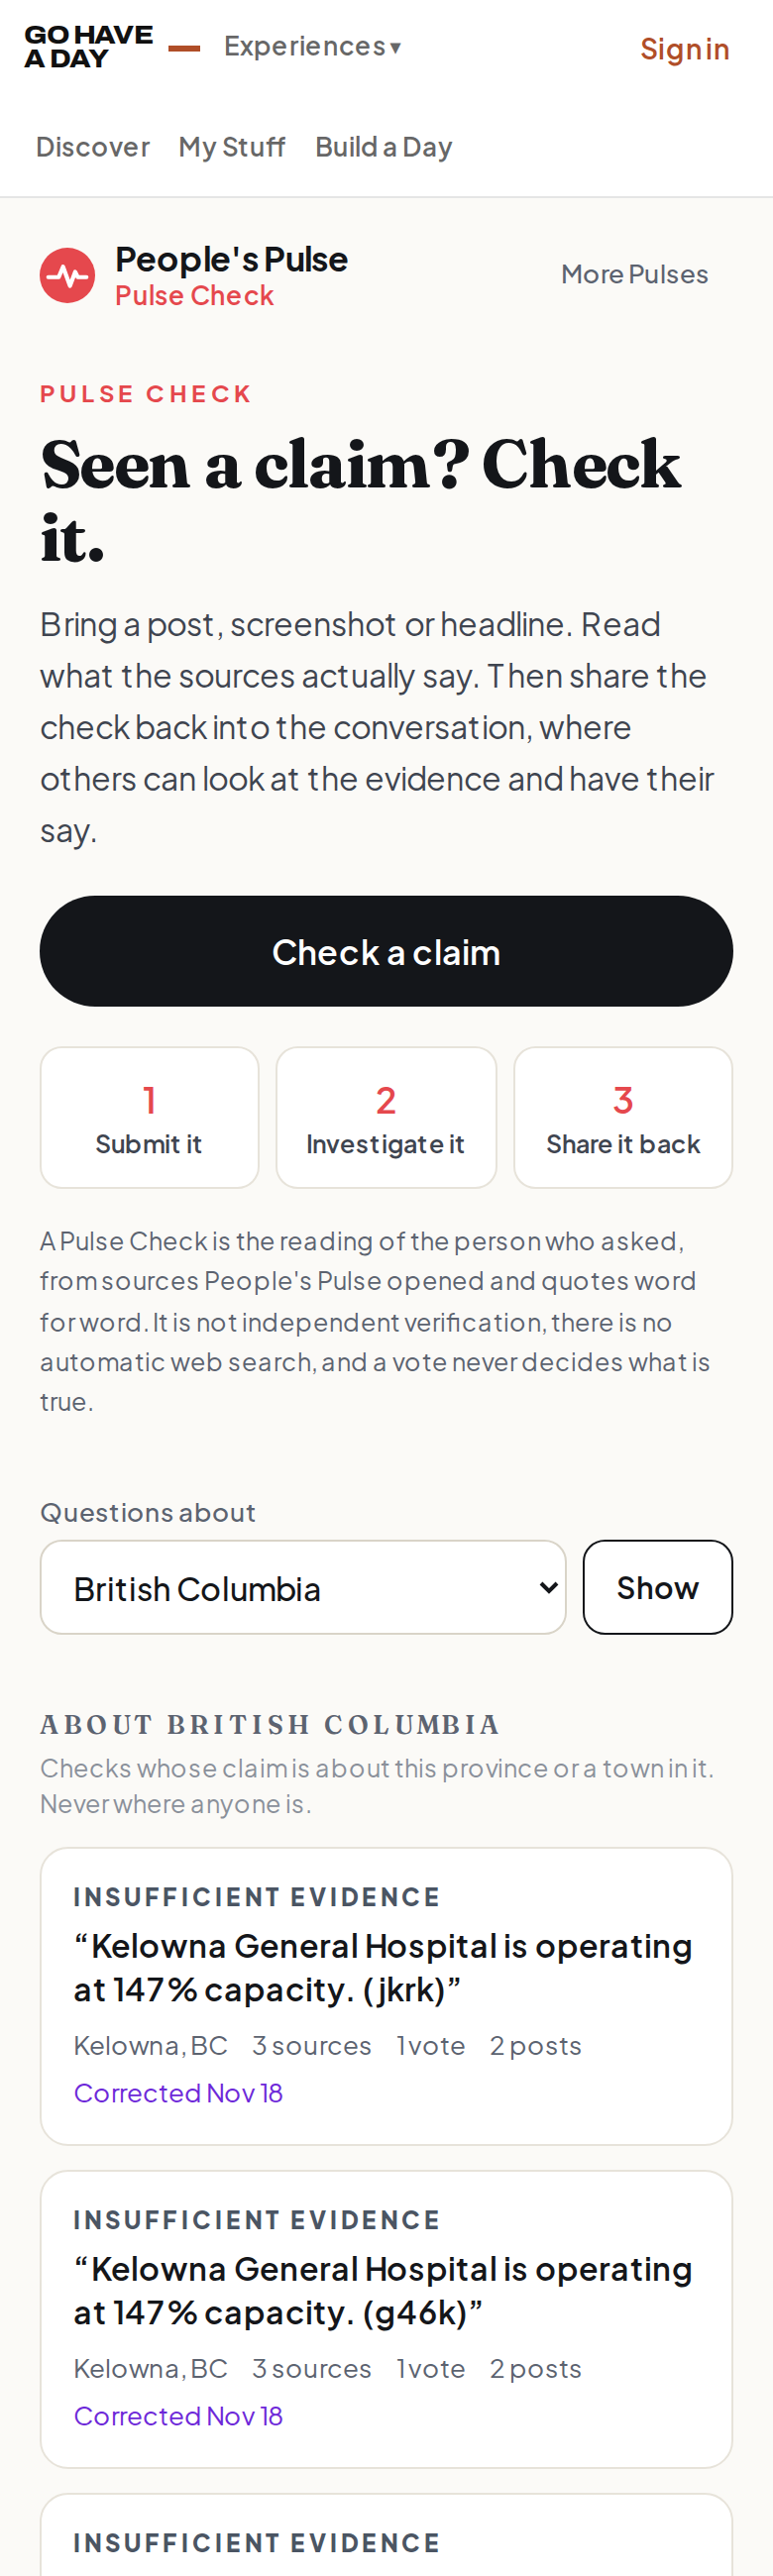 GO HAVE
A DAY
Experiences ▾
Sign in
Discover My Stuff Build a Day
People's Pulse
Pulse Check
More Pulses
PULSE CHECK
Seen a claim? Check
it.
Bring a post, screenshot or headline. Read
what the sources actually say. Then share the
check back into the conversation, where
others can look at the evidence and have their
say.
Check a claim
1
Submit it
2
Investigate it
3
Share it back
A Pulse Check is the reading of the person who asked,
from sources People's Pulse opened and quotes word
for word. It is not independent verification, there is no
automatic web search, and a vote never decides what is
true.
Questions about
British Columbia
Show
ABOUT BRITISH COLUMBIA
Checks whose claim is about this province or a town in it.
Never where anyone is.
INSUFFICIENT EVIDENCE
“Kelowna General Hospital is operating
at 147% capacity. (jkrk)”
Kelowna, BC 3 sources 1 vote 2 posts
Corrected Nov 18
INSUFFICIENT EVIDENCE
“Kelowna General Hospital is operating
at 147% capacity. (g46k)”
Kelowna, BC 3 sources 1 vote 2 posts
Corrected Nov 18
INSUFFICIENT EVIDENCE